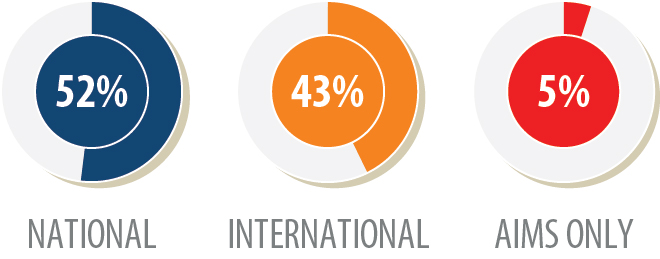 52% 43% 5%
NATIONAL INTERNATIONAL AIMS ONLY